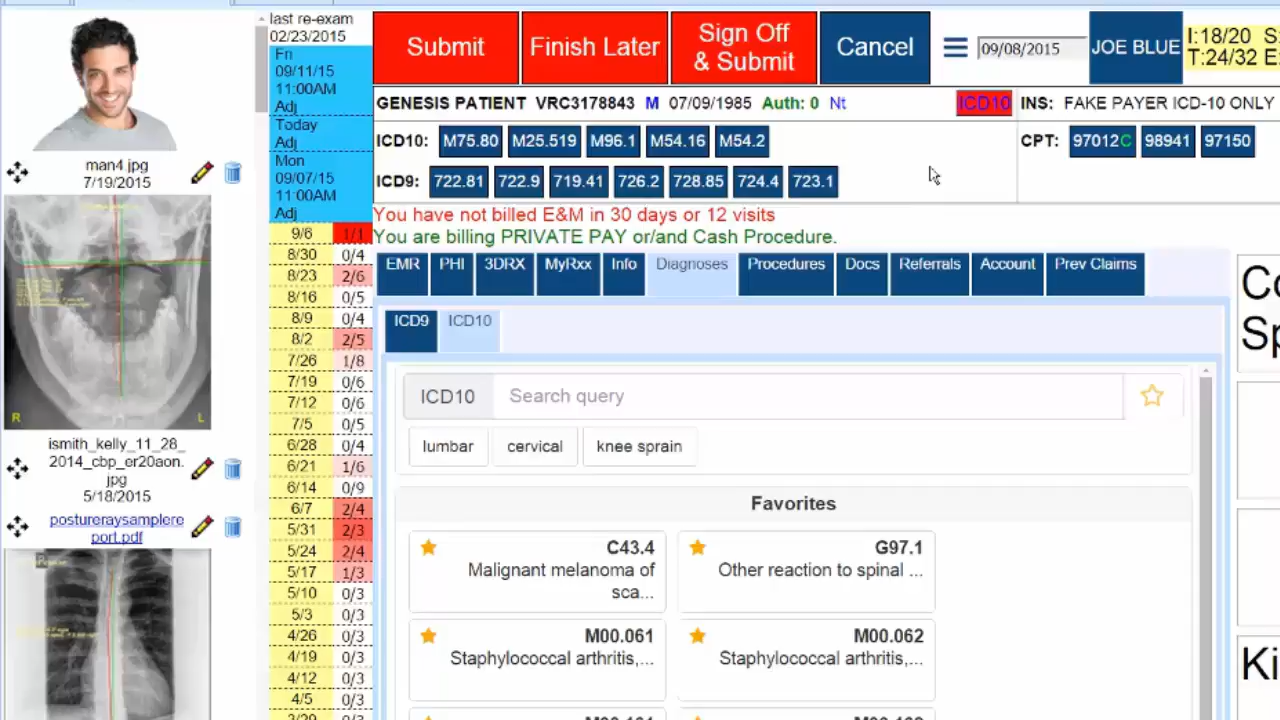 last re-exam
02/23/2015
Fri
09/11/15
11:00AM
Adj
Today
Adj
Mon
09/07/15
11:00AM
Adj
9/6 1/1
8/30 0/4
8/23 2/6
8/16 0/5
8/9 0/4
8/2 2/5
7/26 1/8
7/19 0/6
7/12 0/6
7/5 0/5
6/28 0/4
6/21 1/6
6/14 0/9
6/7 2/4
5/31 2/3
5/24 2/4
5/17 1/3
5/10 0/3
5/3 0/3
4/26 0/3
4/19 0/3
4/12 0/3
4/5 0/3
3/29 0/3
man4.jpg
7/19/2015
R L
ismith_kelly_11_28_
2014_cbp_er20aon.
jpg
5/18/2015
posturerays​amplere
port.pdf
Submit
Finish Later
Sign Off
& Submit
Cancel
09/08/2015
JOE BLUE
I:18/20 S:
T:24/32 E:
GENESIS PATIENT VRC3178843 M 07/09/1985 Auth: 0 Nt
ICD10
INS: FAKE PAYER ICD-10 ONLY
ICD10: M75.80 M25.519 M96.1 M54.16 M54.2
CPT: 97012C 98941 97150
ICD9: 722.81 722.9 719.41 726.2 728.85 724.4 723.1
You have not billed E&M in 30 days or 12 visits
You are billing PRIVATE PAY or/and Cash Procedure.
EMR PHI 3DRX MyRxx Info Diagnoses Procedures Docs Referrals Account Prev Claims
ICD9 ICD10
ICD10 Search query
lumbar cervical knee sprain
Favorites
C43.4
Malignant melanoma of
sca...
G97.1
Other reaction to spinal ...
M00.061
Staphylococcal arthritis,...
M00.062
Staphylococcal arthritis,...
Co
Sp
Ki